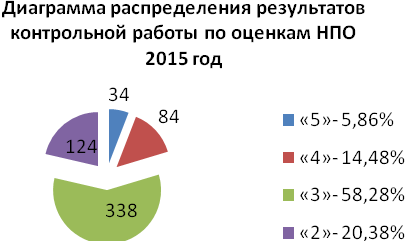 Диаграмма распределения результатов
контрольной работы по оценкам НПО
2015 год
34
84
124
338
«5»- 5,86%
«4»- 14,48%
«3»- 58,28%
«2»- 20,38%